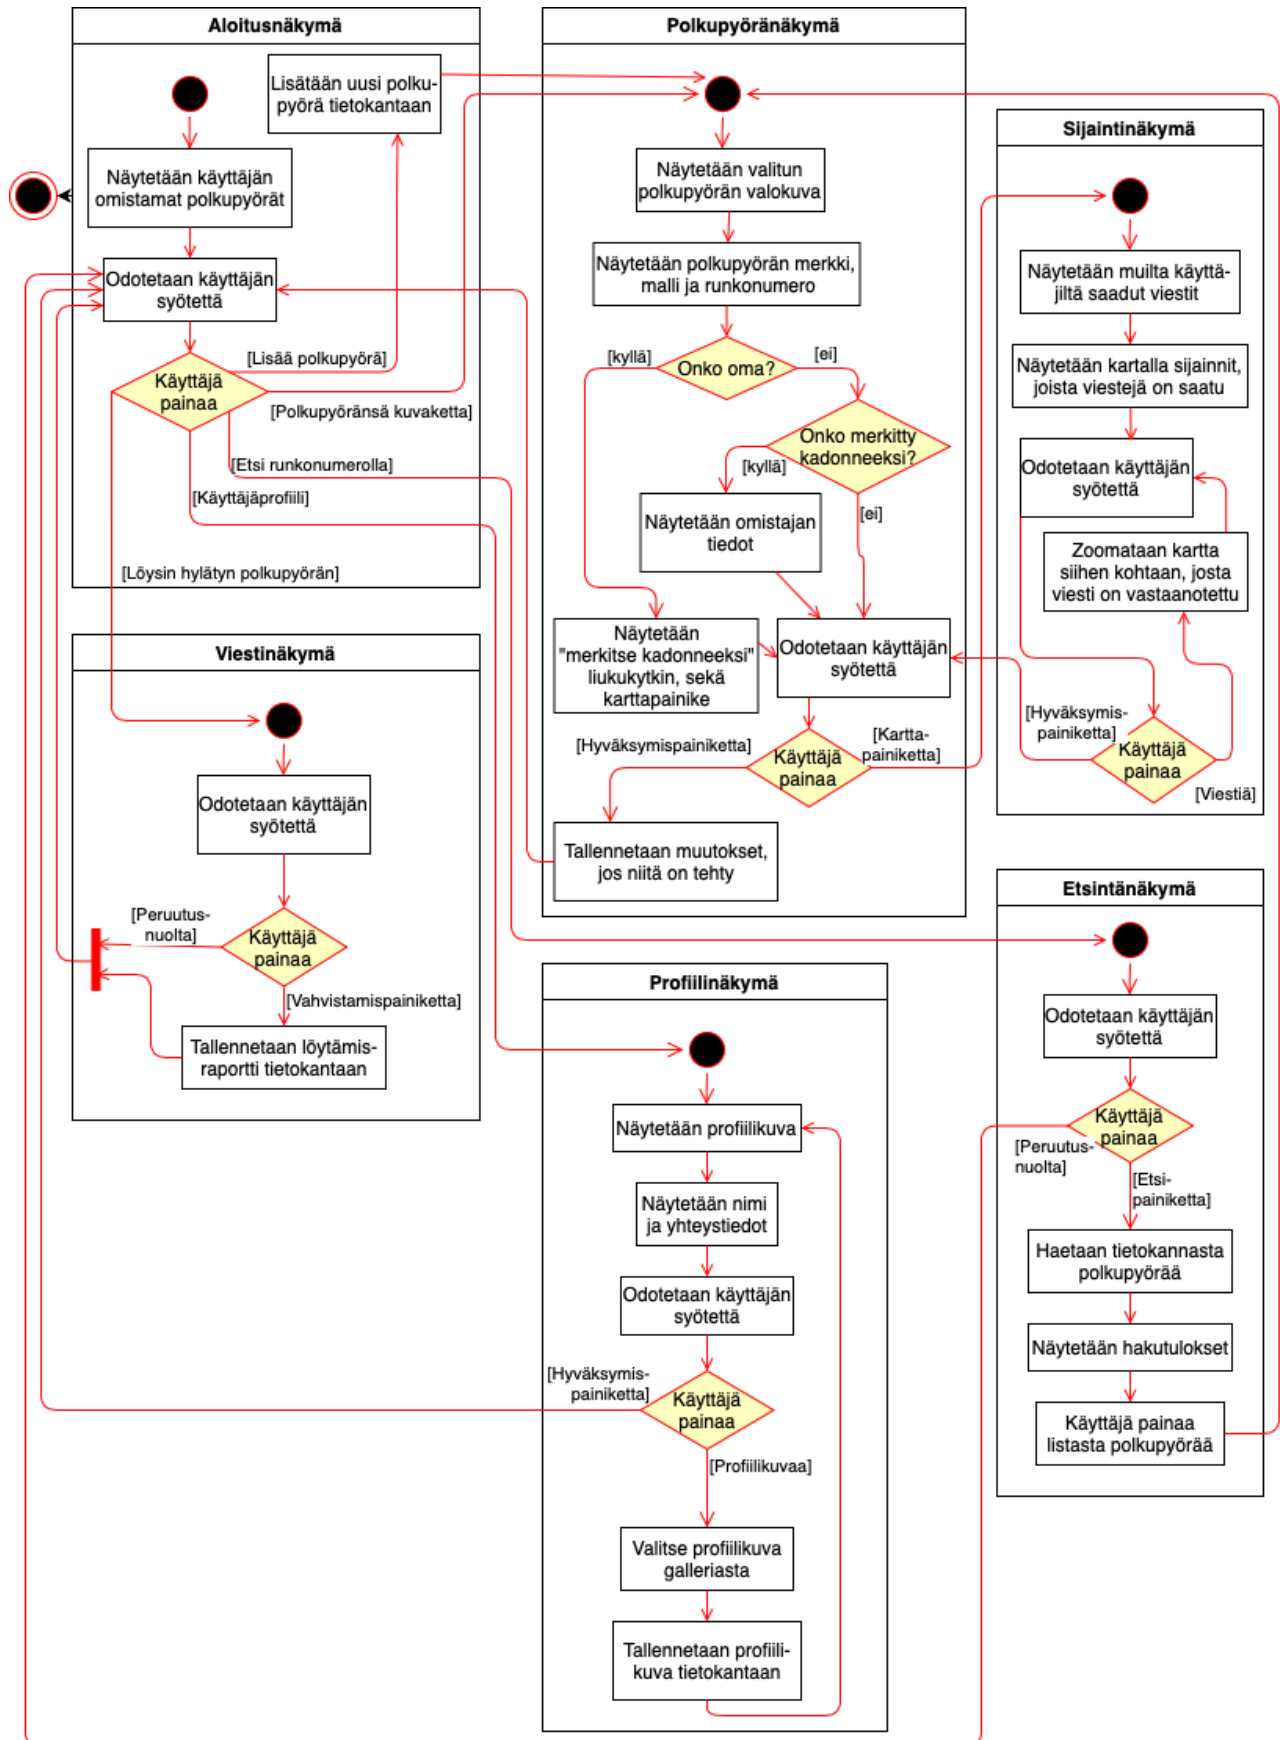 Aloitusnäkymä
Lisätään uusi polku-
pyörä tietokantaan
Näytetään käyttäjän
omistamat polkupyörät
Odotetaan käyttäjän
syötettä
Käyttäjä
painaa
[Lisää polkupyörä]
[Polkupyöränsä kuvaketta]
[Etsi runkonumerolla]
[Käyttäjäprofiili]
[Löysin hylätyn polkupyörän]
Viestinäkymä
Odotetaan käyttäjän
syötettä
Käyttäjä
painaa
[Peruutus-
nuolta]
[Vahvistamispainiketta]
Tallennetaan löytämis-
raportti tietokantaan
Polkupyöränäkymä
Näytetään valitun
polkupyörän valokuva
Näytetään polkupyörän merkki,
malli ja runkonumero
Onko oma?
[kyllä]
[ei]
Onko merkitty
kadonneeksi?
[kyllä]
[ei]
Näytetään omistajan
tiedot
Näytetään
"merkitse kadonneeksi"
liukukytkin, sekä
karttapainike
Odotetaan käyttäjän
syötettä
Käyttäjä
painaa
[Hyväksymispainiketta]
[Kartta-
painiketta]
Tallennetaan muutokset,
jos niitä on tehty
Sijaintinäkymä
Näytetään muilta käyttä-
jiltä saadut viestit
Näytetään kartalla sijainnit,
joista viestejä on saatu
Odotetaan käyttäjän
syötettä
Zoomataan kartta
siihen kohtaan, josta
viesti on vastaanotettu
[Hyväksymis-
painiketta]
Käyttäjä
painaa
[Viestiä]
Profiilinäkymä
Näytetään profiilikuva
Näytetään nimi
ja yhteystiedot
Odotetaan käyttäjän
syötettä
[Hyväksymis-
painiketta]
Käyttäjä
painaa
[Profiilikuvaa]
Valitse profiilikuva
galleriasta
Tallennetaan profiili-
kuva tietokantaan
Etsintänäkymä
Odotetaan käyttäjän
syötettä
Käyttäjä
painaa
[Peruutus-
nuolta]
[Etsi-
painiketta]
Haetaan tietokannasta
polkupyörää
Näytetään hakutulokset
Käyttäjä painaa
listasta polkupyörää